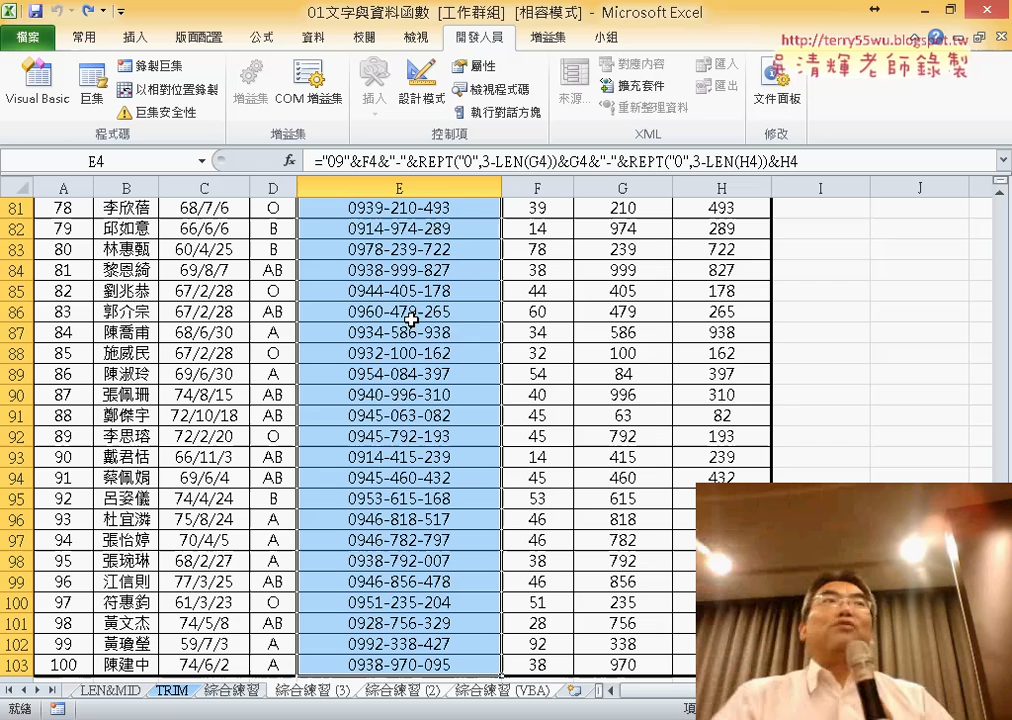 01文字與資料函數 [工作群組] [相容模式] - Microsoft Excel
http://terry55wu.blogspot.tw
吳清輝老師錄製
檔案 常用 插入 版面配置 公式 資料 校閱 檢視 開發人員 增益集 小組
Visual Basic 巨集 錄製巨集 以相對位置錄製 巨集安全性 程式碼
增益集 COM 增益集 增益集
插入 設計模式 屬性 檢視程式碼 執行對話方塊 控制項
來源... 對應內容 擴充套件 重新整理資料 匯入 匯出 XML
文件面板 修改
E4 fx ="09"&F4&"-"&REPT("0",3-LEN(G4))&G4&"-"&REPT("0",3-LEN(H4))&H4
A B C D E F G H I J
81 78 李欣蓓 68/7/6 O 0939-210-493 39 210 493
82 79 邱如意 66/6/6 B 0914-974-289 14 974 289
83 80 林惠甄 60/4/25 B 0978-239-722 78 239 722
84 81 黎恩綺 69/8/7 AB 0938-999-827 38 999 827
85 82 劉兆恭 67/2/28 O 0944-405-178 44 405 178
86 83 郭介宗 67/2/28 AB 0960-479-265 60 479 265
87 84 陳喬甫 68/6/30 A 0934-586-938 34 586 938
88 85 施威民 67/2/28 O 0932-100-162 32 100 162
89 86 陳淑玲 69/6/30 A 0954-084-397 54 84 397
90 87 張佩珊 74/8/15 AB 0940-996-310 40 996 310
91 88 鄭傑宇 72/10/18 AB 0945-063-082 45 63 82
92 89 李思瑢 72/2/20 O 0945-792-193 45 792 193
93 90 戴君恬 66/11/3 AB 0914-415-239 14 415 239
94 91 蔡佩娟 69/6/4 AB 0945-460-432 45 460 432
95 92 呂姿儀 74/4/24 B 0953-615-168 53 615
96 93 杜宜潾 75/8/24 A 0946-818-517 46 818
97 94 張怡婷 70/4/5 A 0946-782-797 46 782
98 95 張琬琳 68/2/27 A 0938-792-007 38 792
99 96 江信則 77/3/25 AB 0946-856-478 46 856
100 97 符惠鈞 61/3/23 O 0951-235-204 51 235
101 98 黃文杰 74/5/8 AB 0928-756-329 28 756
102 99 黃瓊瑩 59/7/3 A 0992-338-427 92 338
103 100 陳建中 74/6/2 A 0938-970-095 38 970
LEN&MID TRIM 綜合練習 綜合練習 (3) 綜合練習 (2) 綜合練習 (VBA)
就緒 項